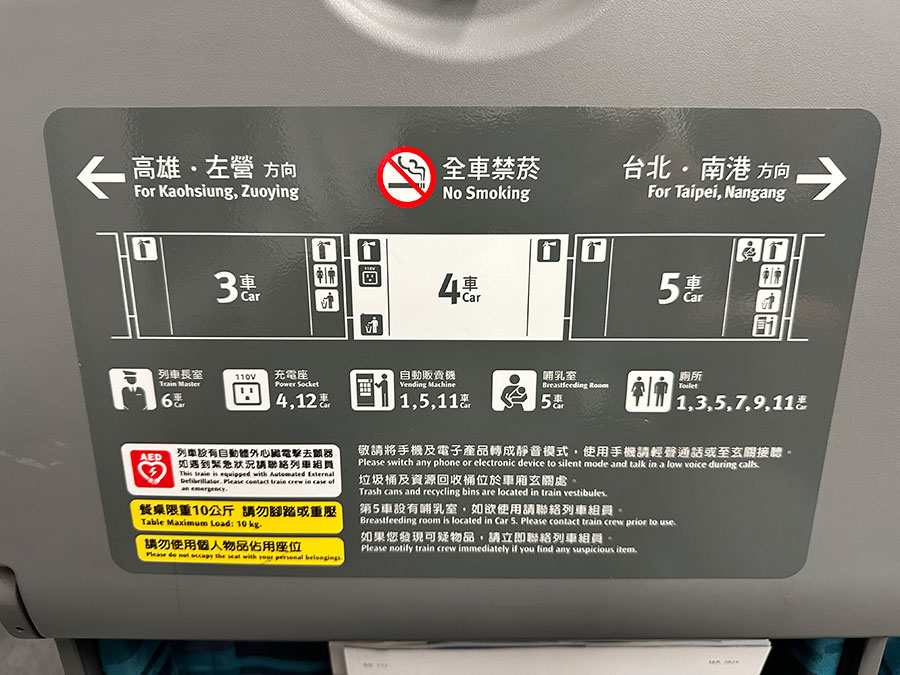 高雄・左營 方向
For Kaohsiung, Zuoying
全車禁菸
No Smoking
台北・南港 方向
For Taipei, Nangang
3車 Car
110V
4車 Car
5車 Car
列車長室
Train Master
6車 Car
110V
充電座
Power Socket
4,12車 Car
自動販賣機
Vending Machine
1,5,11車 Car
哺乳室
Breastfeeding Room
5車 Car
廁所
Toilet
1,3,5,7,9,11車 Car
AED
列車設有自動體外心臟電擊去顫器
如遇到緊急狀況請聯絡列車組員
This train is equipped with Automated External
Defibrillator. Please contact train crew in case of
an emergency.
餐桌限重10公斤 請勿腳踏或重壓
Table Maximum Load: 10 kg.
請勿使用個人物品佔用座位
Please do not occupy the seat with your personal belongings.
敬請將手機及電子產品轉成靜音模式，使用手機請輕聲通話或至玄關接聽。
Please switch any phone or electronic device to silent mode and talk in a low voice during calls.
垃圾桶及資源回收桶位於車廂玄關處。
Trash cans and recycling bins are located in train vestibules.
第5車設有哺乳室，如欲使用請聯絡列車組員。
Breastfeeding room is located in Car 5. Please contact train crew prior to use.
如果您發現可疑物品，請立即聯絡列車組員。
Please notify train crew immediately if you find any suspicious item.